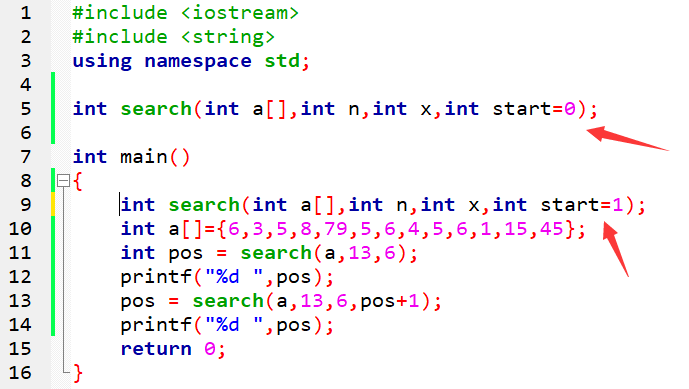 1 #include <iostream>
2 #include <string>
3 using namespace std;
4
5 int search(int a[],int n,int x,int start=0);
6
7 int main()
8 {
9 int search(int a[],int n,int x,int start=1);
10 int a[]={6,3,5,8,79,5,6,4,5,6,1,15,45};
11 int pos = search(a,13,6);
12 printf("%d ",pos);
13 pos = search(a,13,6,pos+1);
14 printf("%d ",pos);
15 return 0;
16 }